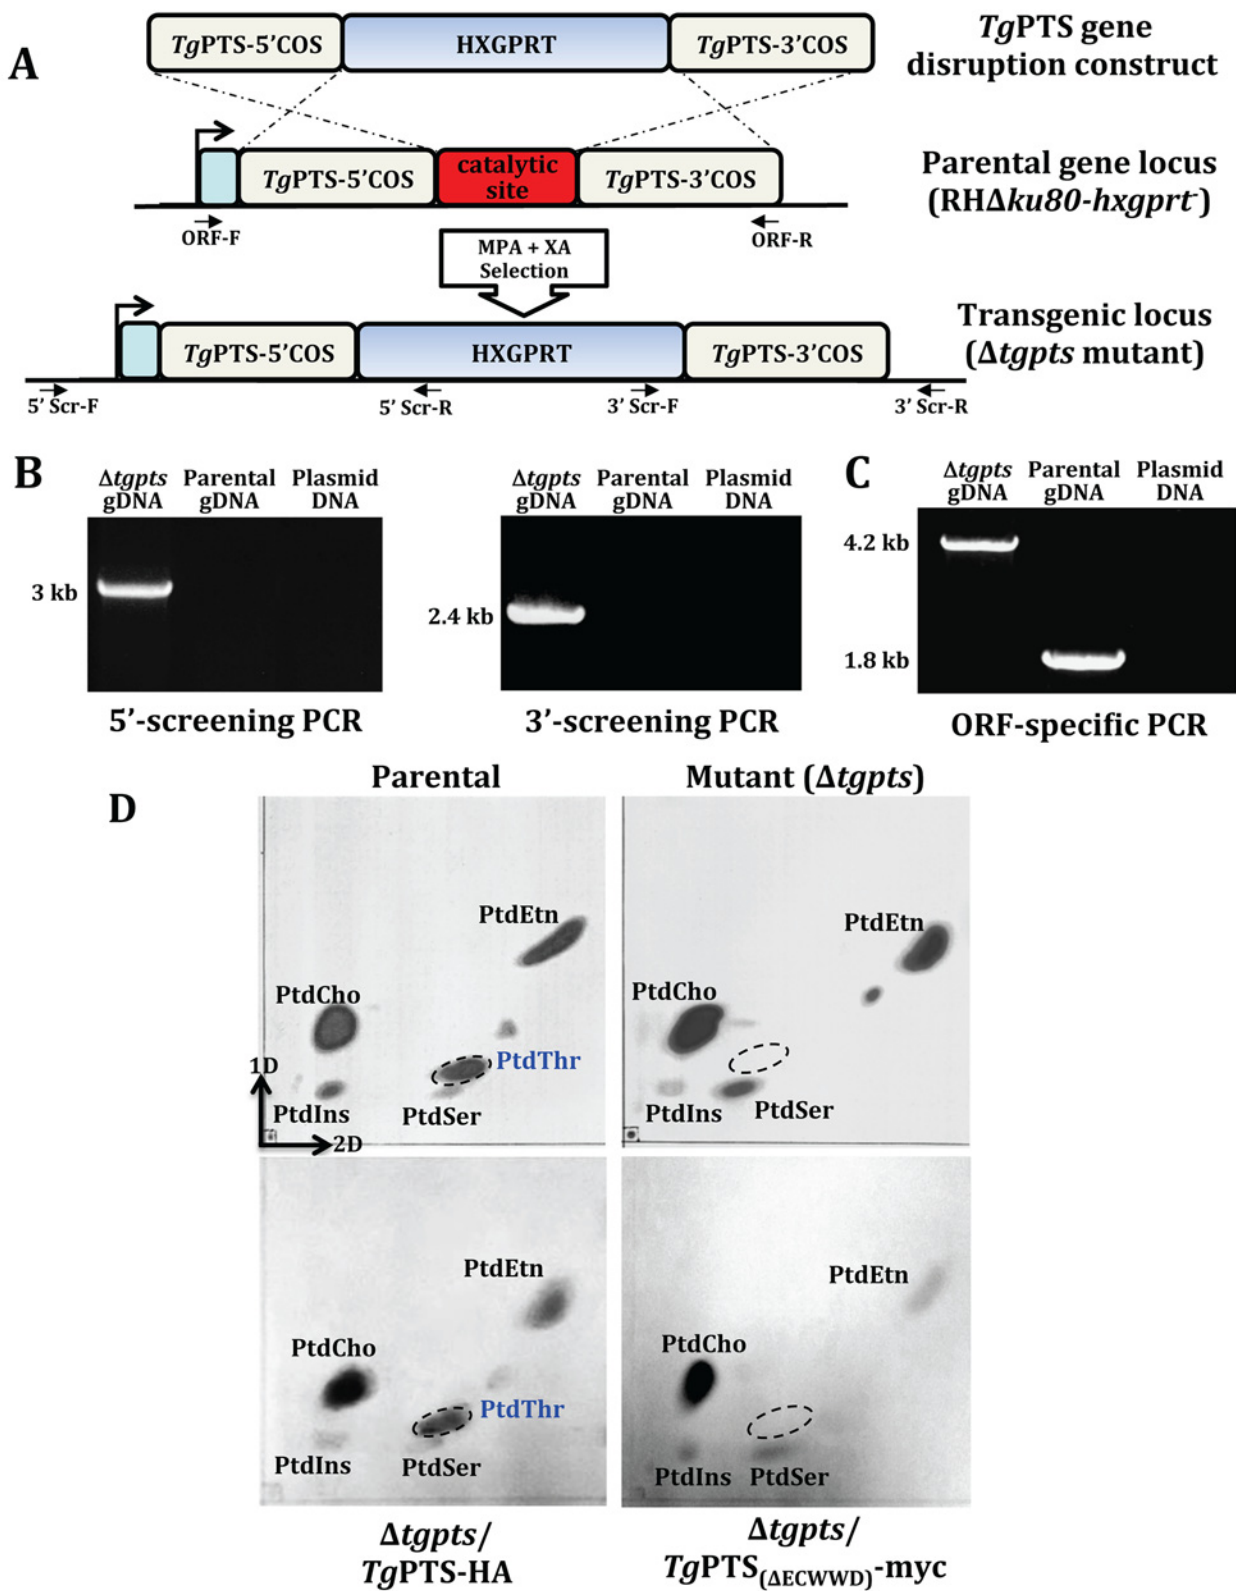 A
TgPTS-5’COS
HXGPRT
TgPTS-3’COS
TgPTS gene
disruption construct
TgPTS-5’COS
catalytic
site
TgPTS-3’COS
Parental gene locus
(RHΔku80-hxgprt⁻)
ORF-F
ORF-R
MPA + XA
Selection
TgPTS-5’COS
HXGPRT
TgPTS-3’COS
Transgenic locus
(Δtgpts mutant)
5’ Scr-F
5’ Scr-R
3’ Scr-F
3’ Scr-R
B
Δtgpts
gDNA
Parental
gDNA
Plasmid
DNA
3 kb
5’-screening PCR
Δtgpts
gDNA
Parental
gDNA
Plasmid
DNA
2.4 kb
3’-screening PCR
C
Δtgpts
gDNA
Parental
gDNA
Plasmid
DNA
4.2 kb
1.8 kb
ORF-specific PCR
D
Parental
PtdEtn
PtdCho
PtdThr
1D
PtdIns
PtdSer
2D
Mutant (Δtgpts)
PtdEtn
PtdCho
PtdIns
PtdSer
PtdEtn
PtdCho
PtdThr
PtdIns
PtdSer
Δtgpts/
TgPTS-HA
PtdEtn
PtdCho
PtdIns
PtdSer
Δtgpts/
TgPTS(ΔECWWD)-myc